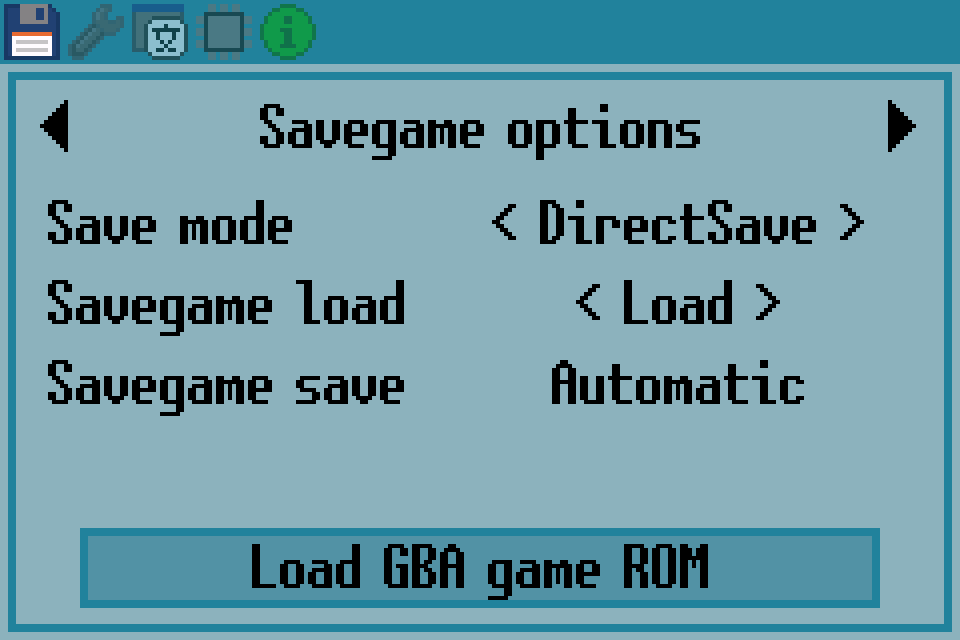 Savegame options
Save mode < DirectSave >
Savegame load < Load >
Savegame save Automatic
Load GBA game ROM